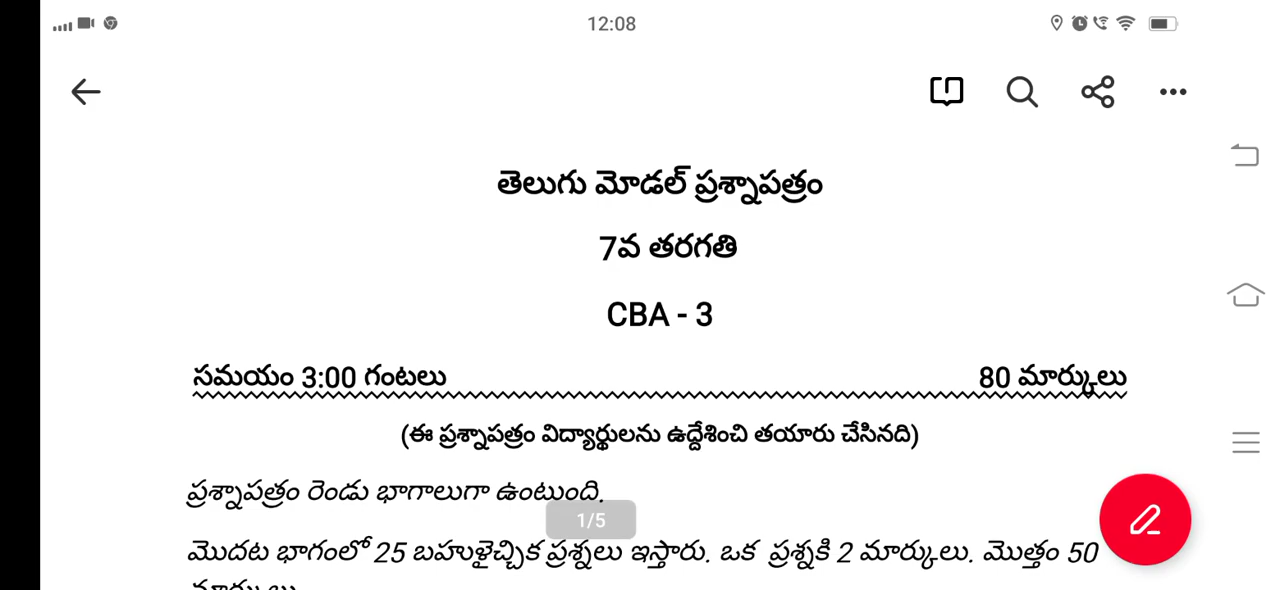 12:08
తెలుగు మోడల్ ప్రశ్నాపత్రం
7వ తరగతి
CBA - 3
సమయం 3:00 గంటలు 80 మార్కులు
(ఈ ప్రశ్నాపత్రం విద్యార్థులను ఉద్దేశించి తయారు చేసినది)
ప్రశ్నాపత్రం రెండు భాగాలుగా ఉంటుంది.
1/5
మొదట భాగంలో 25 బహుళైచ్ఛిక ప్రశ్నలు ఇస్తారు. ఒక ప్రశ్నకి 2 మార్కులు. మొత్తం 50